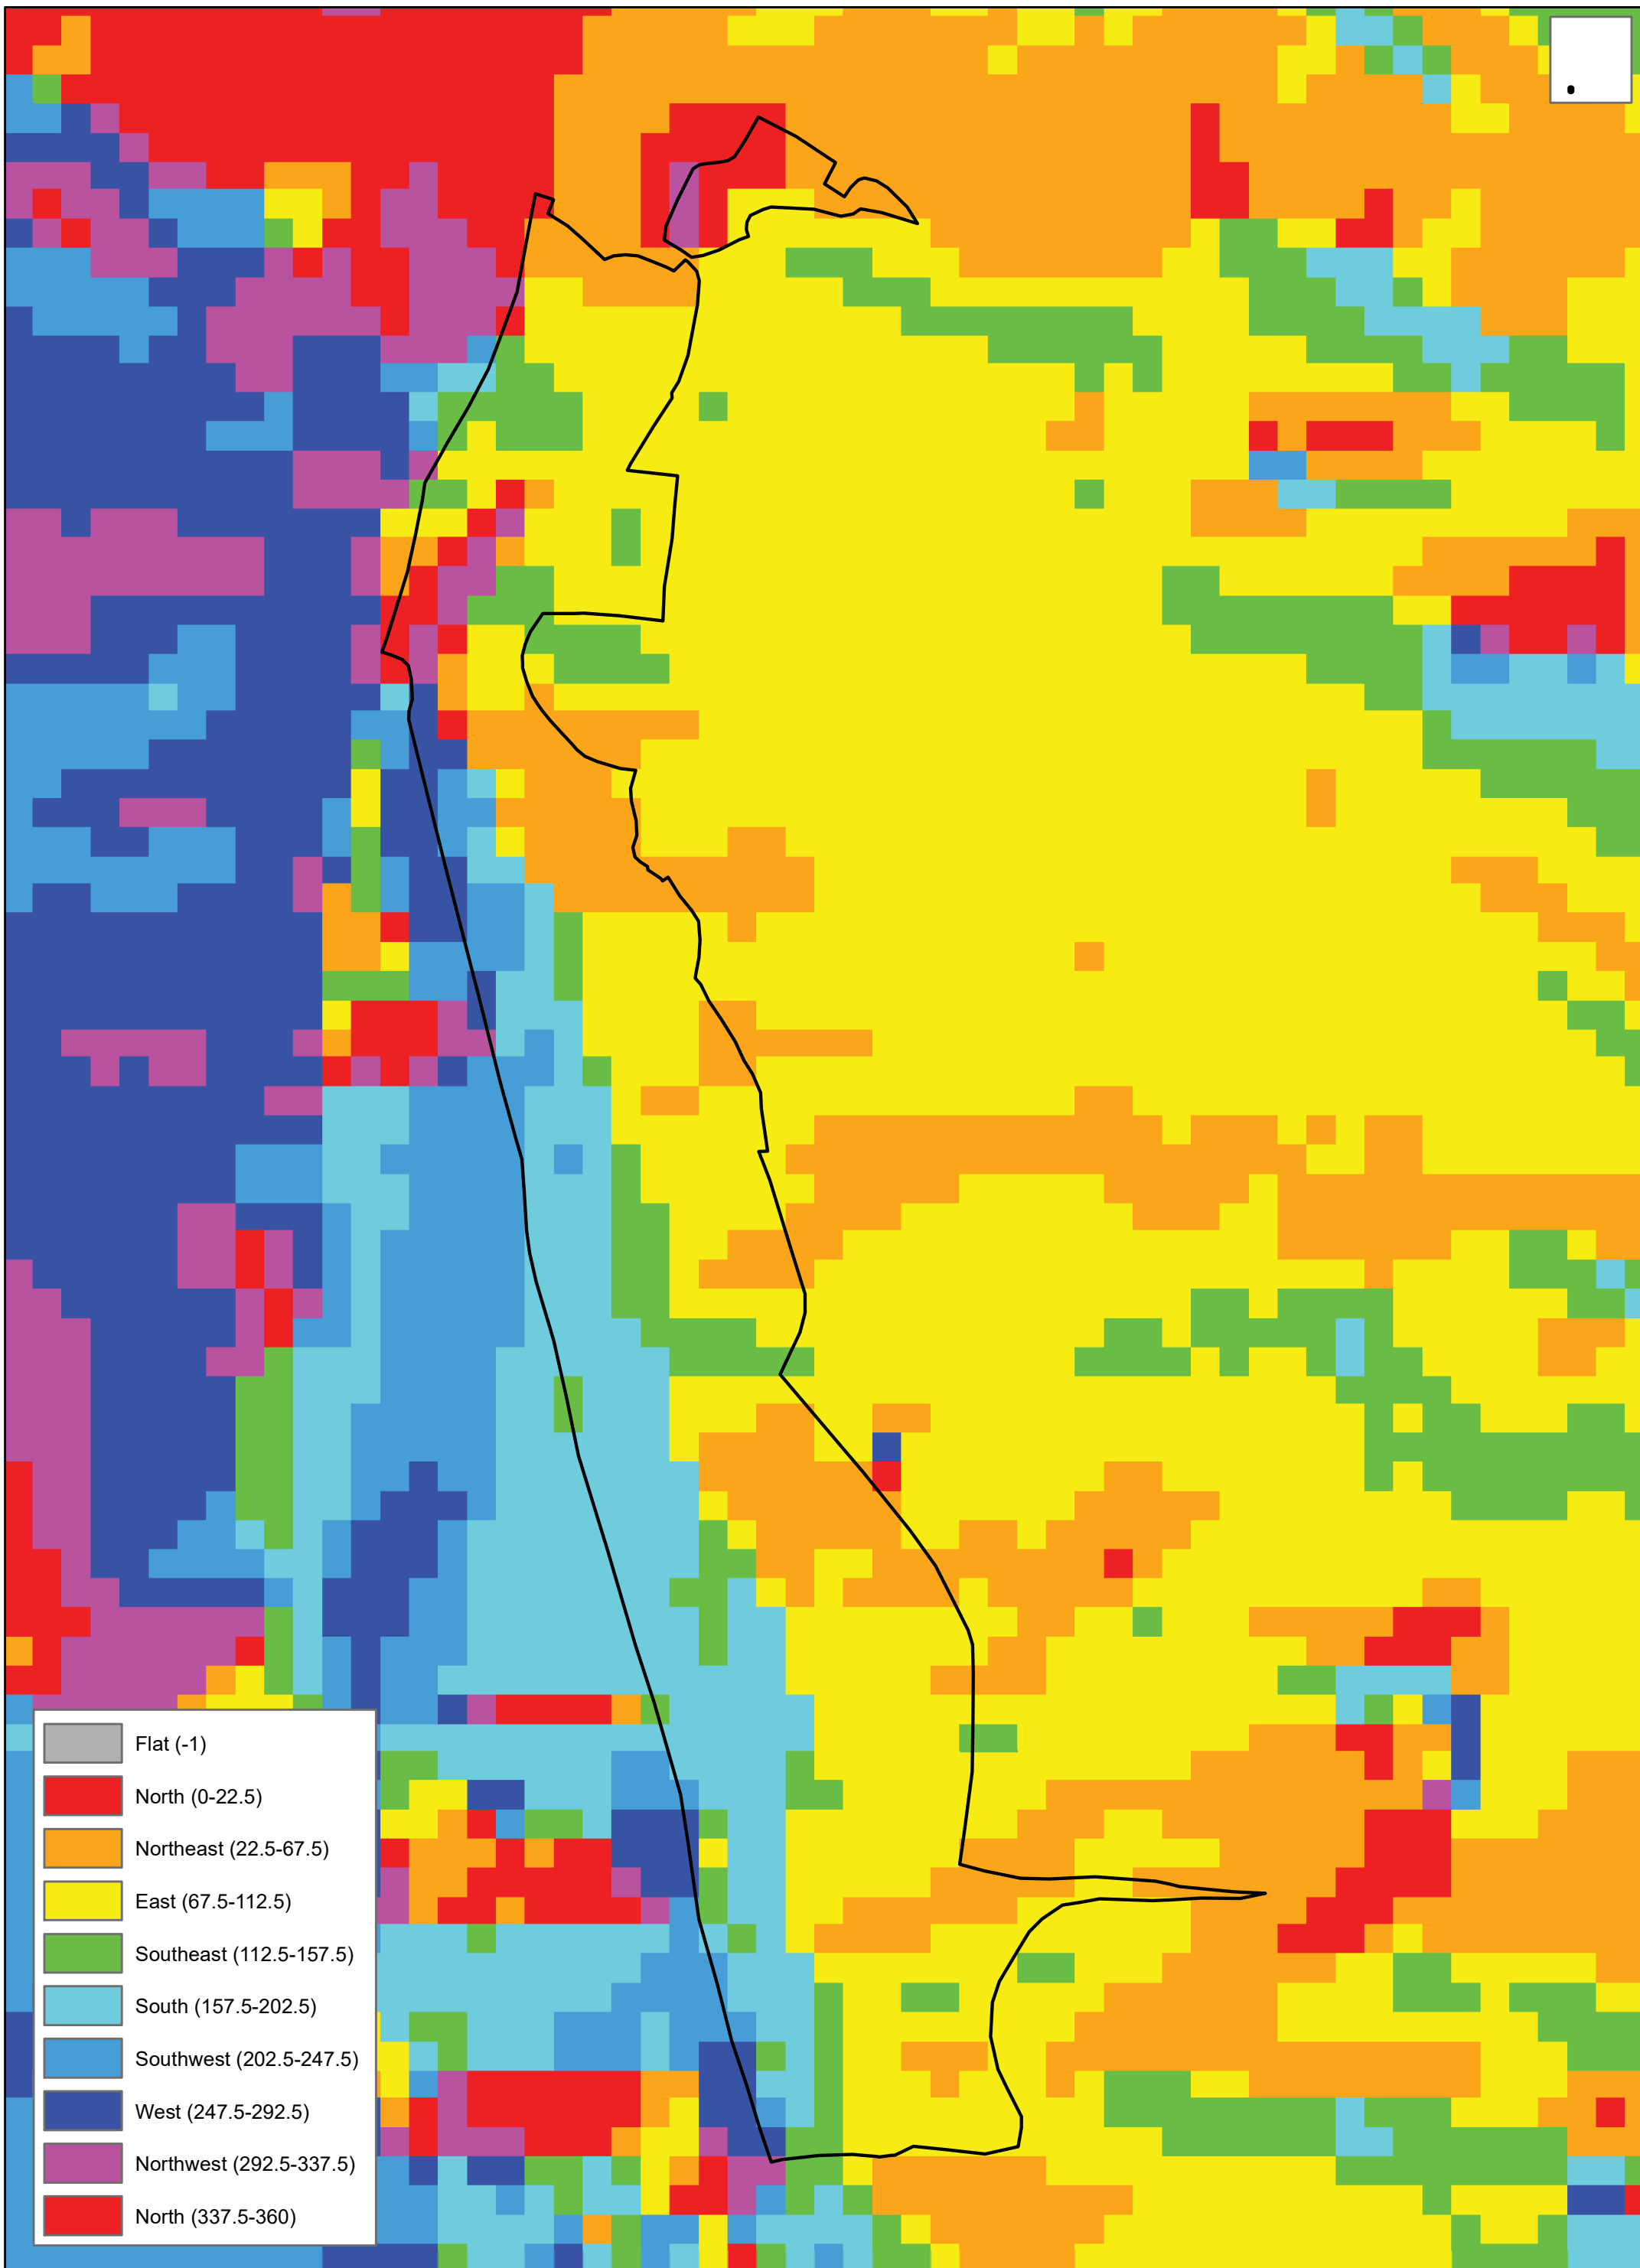 Flat (-1)
North (0-22.5)
Northeast (22.5-67.5)
East (67.5-112.5)
Southeast (112.5-157.5)
South (157.5-202.5)
Southwest (202.5-247.5)
West (247.5-292.5)
Northwest (292.5-337.5)
North (337.5-360)